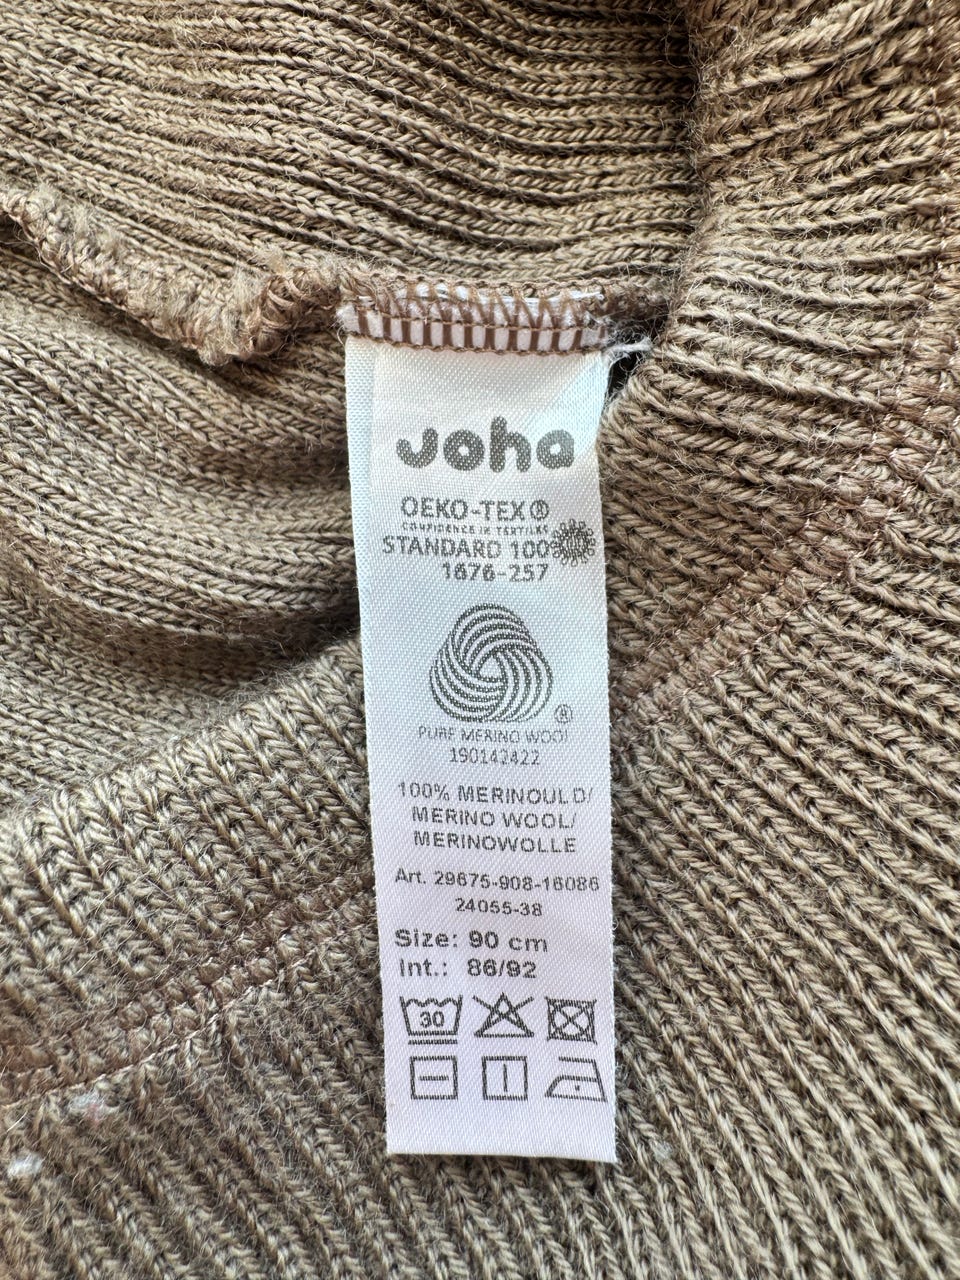 Joha
OEKO-TEX®
CONFIDENCE IN TEXTILES
STANDARD 100
1676-257
®
PURE MERINO WOOL
190142422
100% MERINOULD/
MERINO WOOL/
MERINOWOLLE
Art. 29675-908-16086
24055-38
Size: 90 cm
Int.: 86/92
30